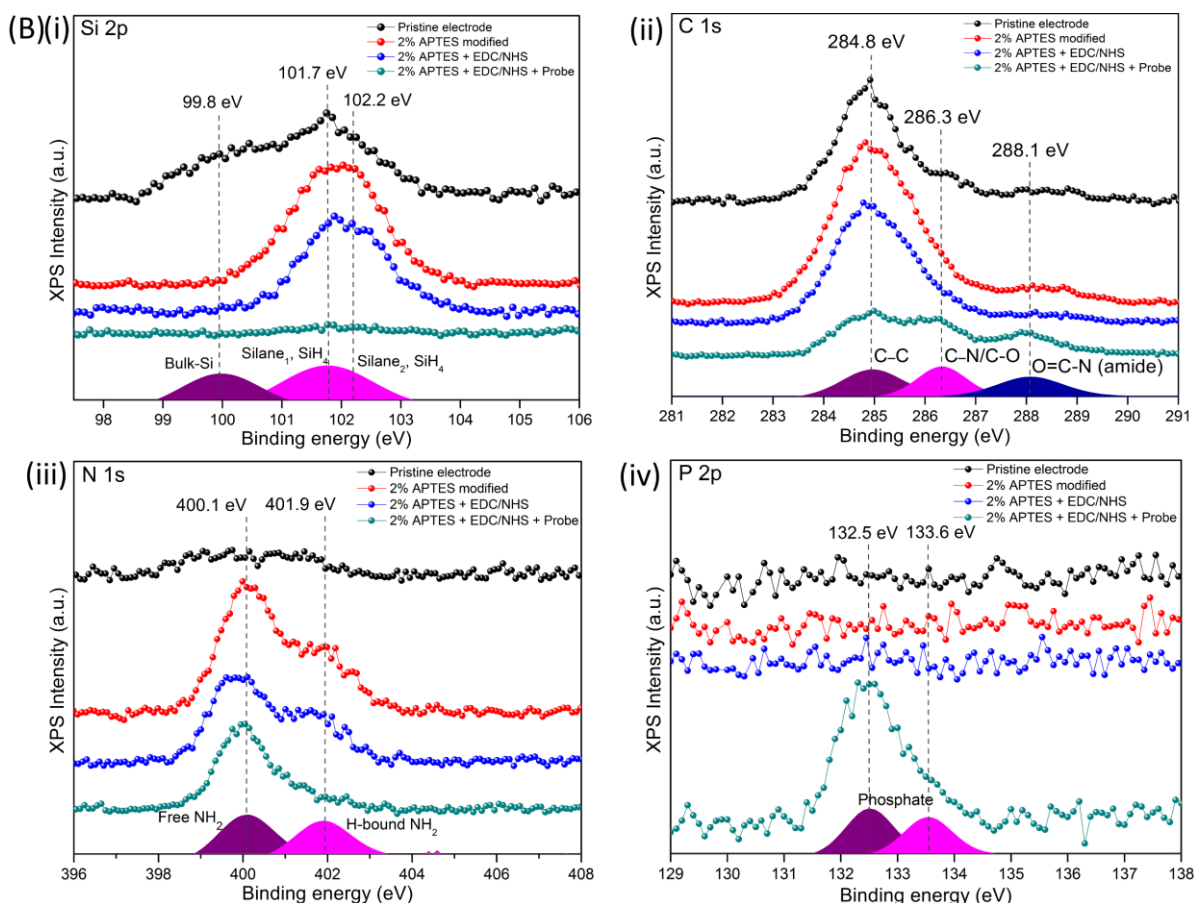 (B)(i) Si 2p
Pristine electrode
2% APTES modified
2% APTES + EDC/NHS
2% APTES + EDC/NHS + Probe
99.8 eV
101.7 eV
102.2 eV
Bulk-Si
Silane₁, SiH₄
Silane₂, SiH₄
XPS Intensity (a.u.)
98 99 100 101 102 103 104 105 106
Binding energy (eV)
(ii) C 1s
Pristine electrode
2% APTES modified
2% APTES + EDC/NHS
2% APTES + EDC/NHS + Probe
284.8 eV
286.3 eV
288.1 eV
C–C
C–N/C-O
O=C-N (amide)
XPS Intensity (a.u.)
281 282 283 284 285 286 287 288 289 290 291
Binding energy (eV)
(iii) N 1s
Pristine electrode
2% APTES modified
2% APTES + EDC/NHS
2% APTES + EDC/NHS + Probe
400.1 eV
401.9 eV
Free NH₂
H-bound NH₂
XPS Intensity (a.u.)
396 398 400 402 404 406 408
Binding energy (eV)
(iv) P 2p
Pristine electrode
2% APTES modified
2% APTES + EDC/NHS
2% APTES + EDC/NHS + Probe
132.5 eV
133.6 eV
Phosphate
XPS Intensity (a.u.)
129 130 131 132 133 134 135 136 137 138
Binding energy (eV)